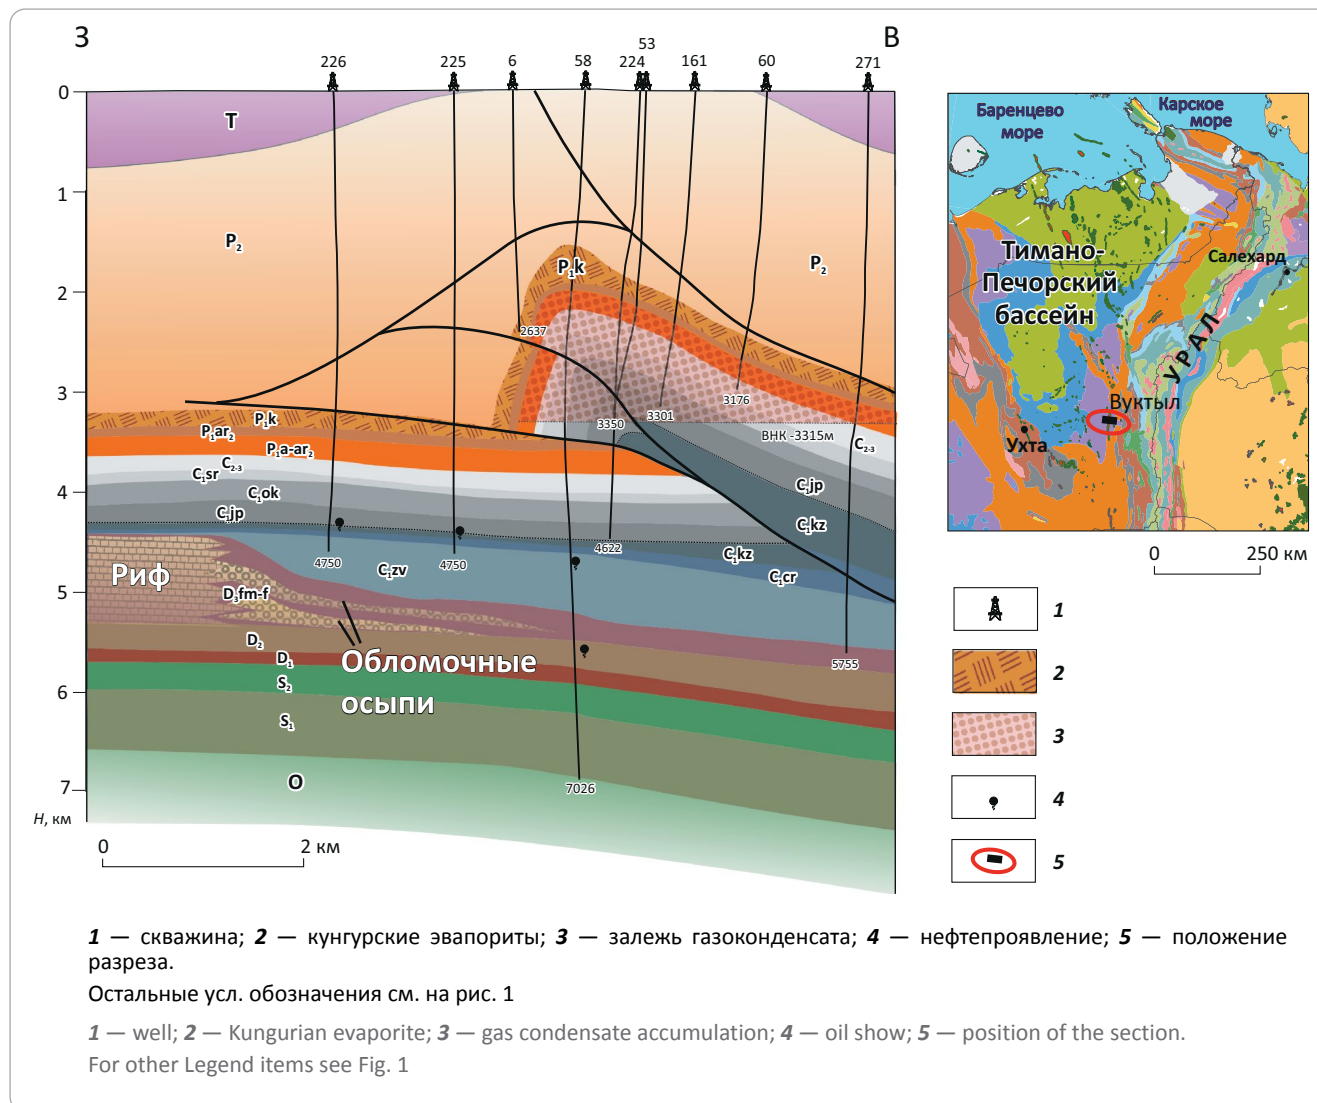 З
В
226
225
6
58
53
224
161
60
271
0
T
1
P₂
P₂
2
P₁k
2637
3
3176
3301
3350
ВНК -3315м
P₁k
P₁ar₂
P₁a-ar₂
C₂₋₃
C₂₋₃
C₁sr
C₁ok
C₁jp
4
C₁jp
C₁kz
4622
4750
4750
C₁kz
C₁zv
C₁cr
Риф
5
D₃fm-f
D₂
D₁
Обломочные
осыпи
5755
S₂
6
S₁
O
7
7026
H, км
0 2 км
Баренцево
море
Карское
море
Тимано-
Печорский
бассейн
Салехард
УРАЛ
Вуктыл
Ухта
0 250 км
1
2
3
4
5
1 — скважина; 2 — кунгурские эвапориты; 3 — залежь газоконденсата; 4 — нефтепроявление; 5 — положение
разреза.
Остальные усл. обозначения см. на рис. 1
1 — well; 2 — Kungurian evaporite; 3 — gas condensate accumulation; 4 — oil show; 5 — position of the section.
For other Legend items see Fig. 1